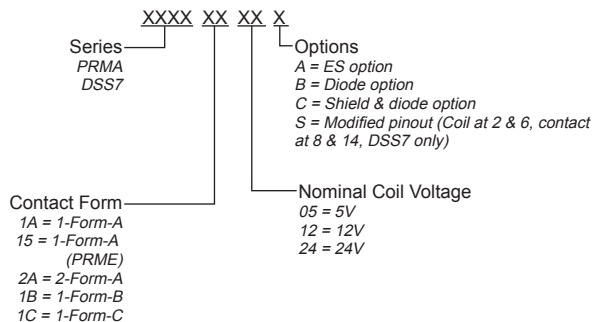 XXXX XX XX X
Series
PRMA
DSS7
Options
A = ES option
B = Diode option
C = Shield & diode option
S = Modified pinout (Coil at 2 & 6, contact
at 8 & 14, DSS7 only)
Contact Form
1A = 1-Form-A
15 = 1-Form-A
(PRME)
2A = 2-Form-A
1B = 1-Form-B
1C = 1-Form-C
Nominal Coil Voltage
05 = 5V
12 = 12V
24 = 24V